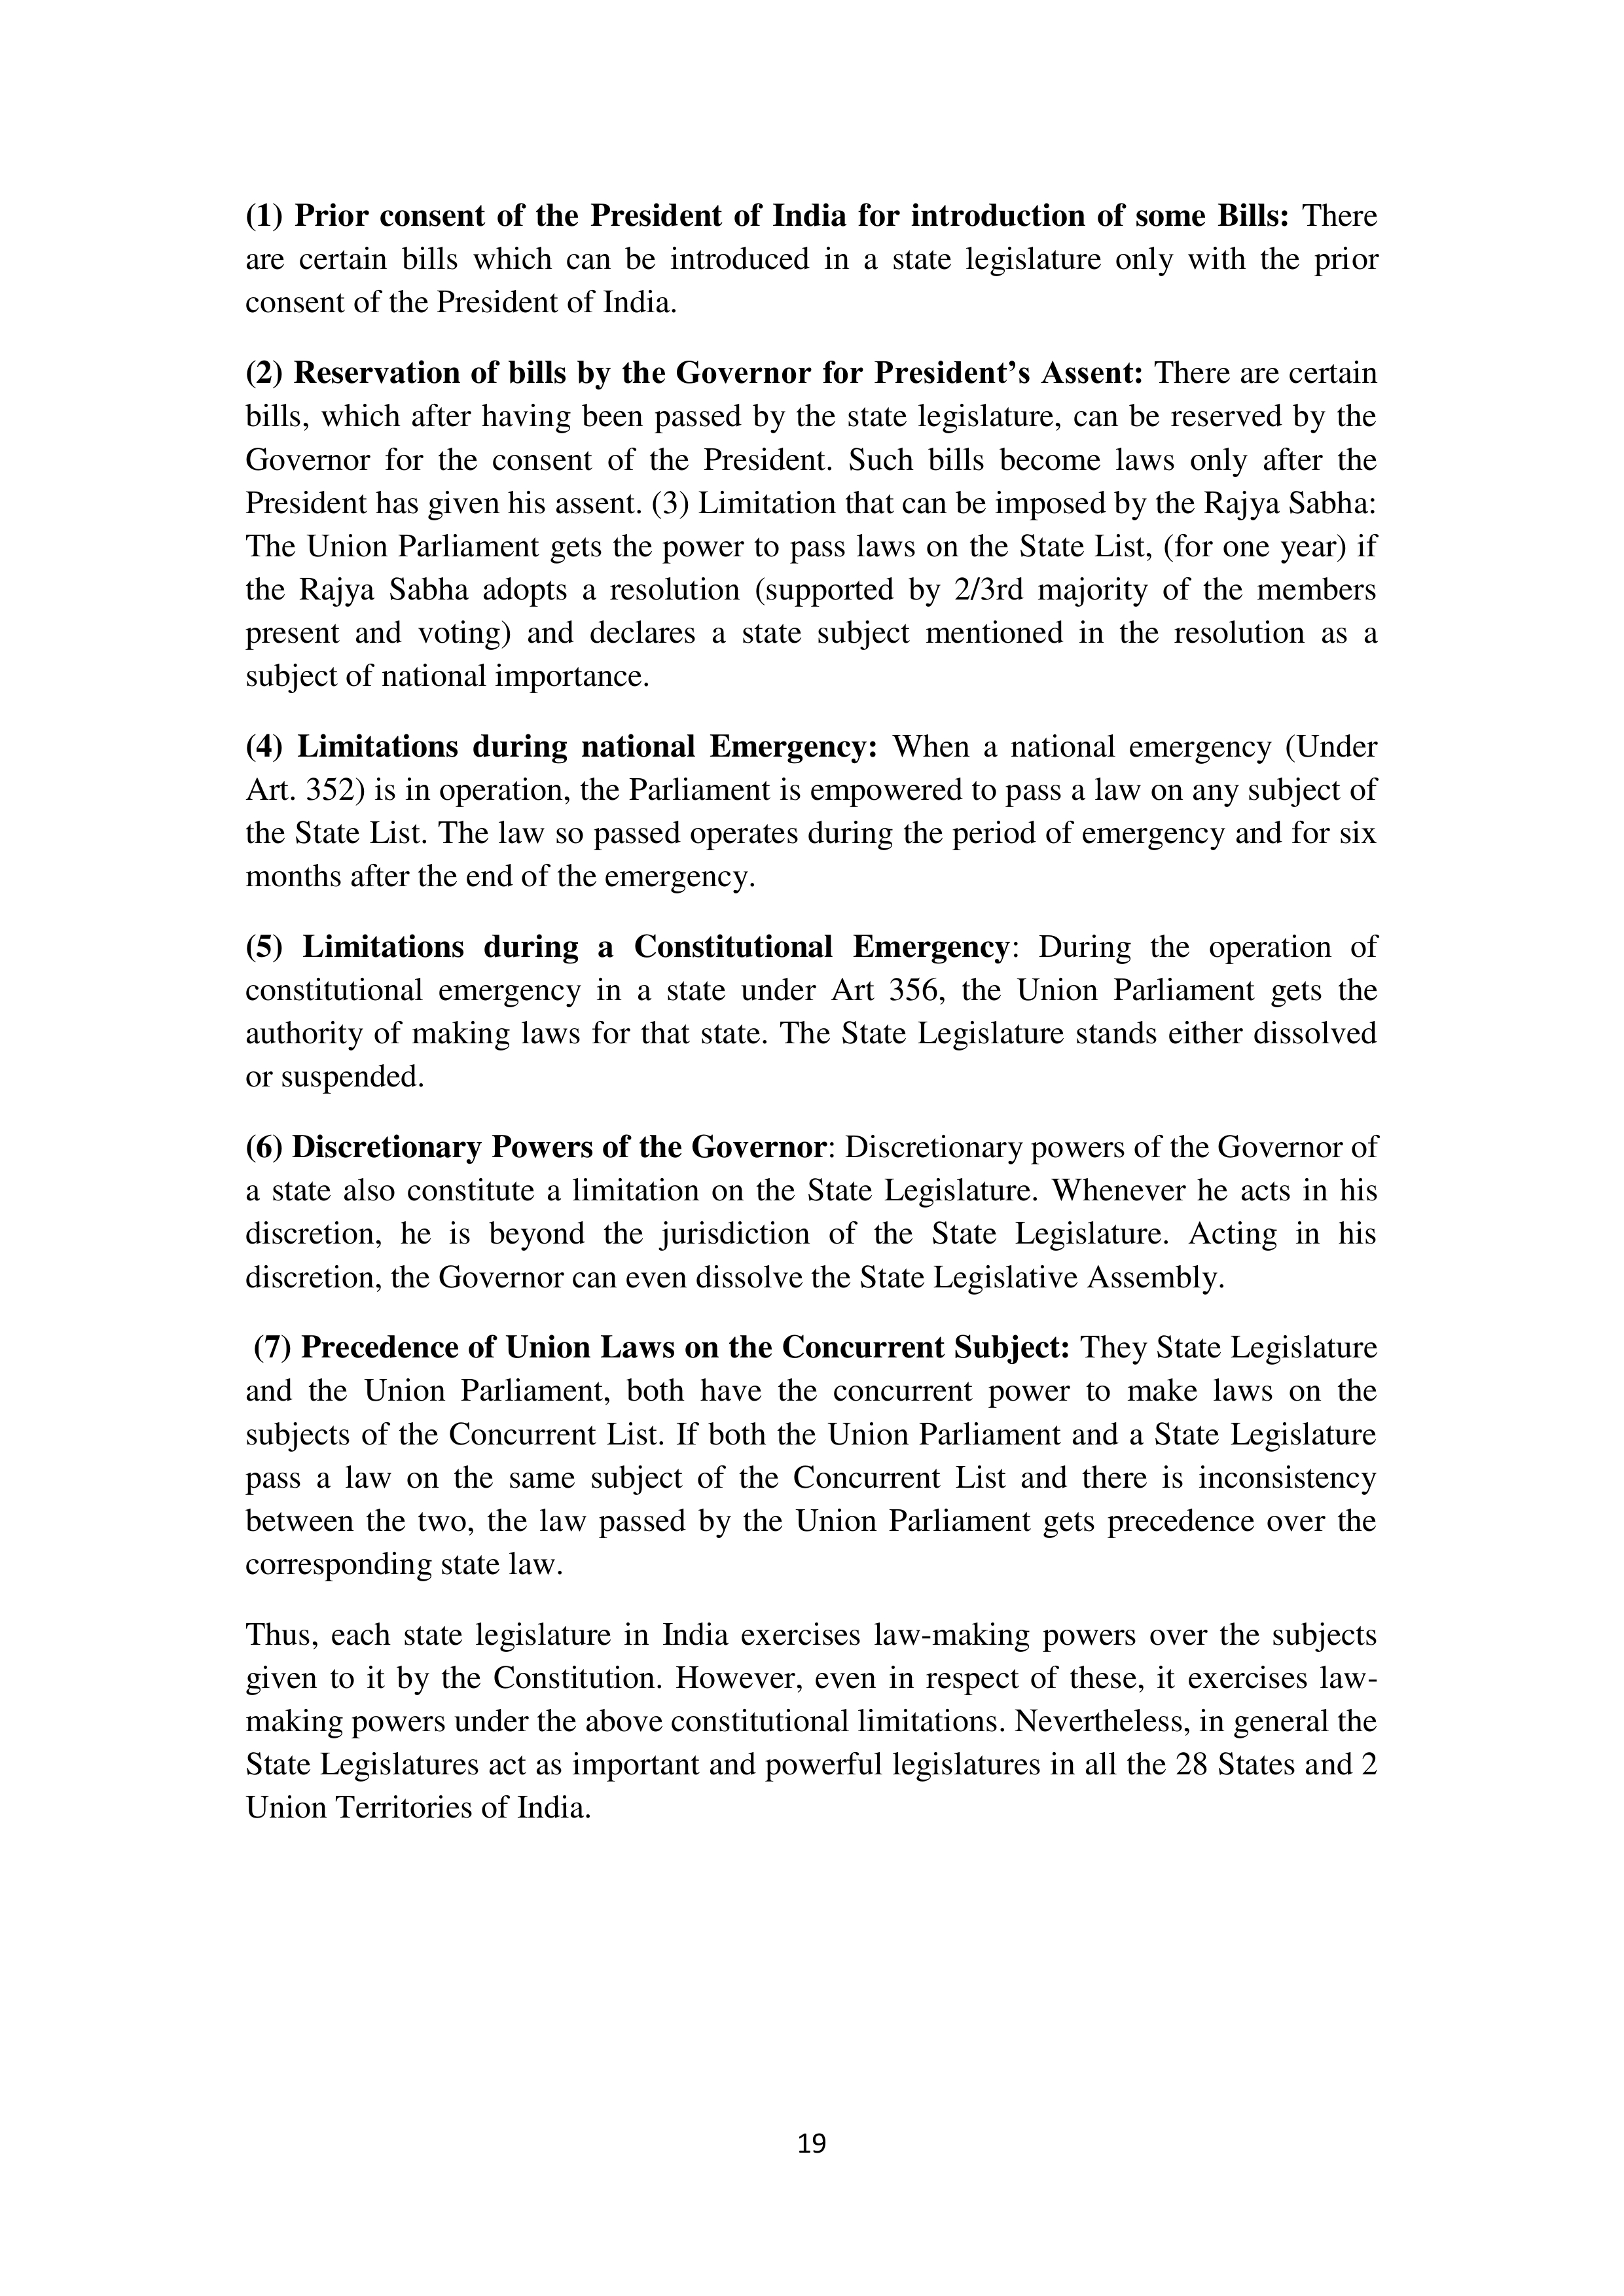 (1) Prior consent of the President of India for introduction of some Bills: There
are certain bills which can be introduced in a state legislature only with the prior
consent of the President of India.
(2) Reservation of bills by the Governor for President’s Assent: There are certain
bills, which after having been passed by the state legislature, can be reserved by the
Governor for the consent of the President. Such bills become laws only after the
President has given his assent. (3) Limitation that can be imposed by the Rajya Sabha:
The Union Parliament gets the power to pass laws on the State List, (for one year) if
the Rajya Sabha adopts a resolution (supported by 2/3rd majority of the members
present and voting) and declares a state subject mentioned in the resolution as a
subject of national importance.
(4) Limitations during national Emergency: When a national emergency (Under
Art. 352) is in operation, the Parliament is empowered to pass a law on any subject of
the State List. The law so passed operates during the period of emergency and for six
months after the end of the emergency.
(5) Limitations during a Constitutional Emergency: During the operation of
constitutional emergency in a state under Art 356, the Union Parliament gets the
authority of making laws for that state. The State Legislature stands either dissolved
or suspended.
(6) Discretionary Powers of the Governor: Discretionary powers of the Governor of
a state also constitute a limitation on the State Legislature. Whenever he acts in his
discretion, he is beyond the jurisdiction of the State Legislature. Acting in his
discretion, the Governor can even dissolve the State Legislative Assembly.
(7) Precedence of Union Laws on the Concurrent Subject: They State Legislature
and the Union Parliament, both have the concurrent power to make laws on the
subjects of the Concurrent List. If both the Union Parliament and a State Legislature
pass a law on the same subject of the Concurrent List and there is inconsistency
between the two, the law passed by the Union Parliament gets precedence over the
corresponding state law.
Thus, each state legislature in India exercises law-making powers over the subjects
given to it by the Constitution. However, even in respect of these, it exercises law-
making powers under the above constitutional limitations. Nevertheless, in general the
State Legislatures act as important and powerful legislatures in all the 28 States and 2
Union Territories of India.
19